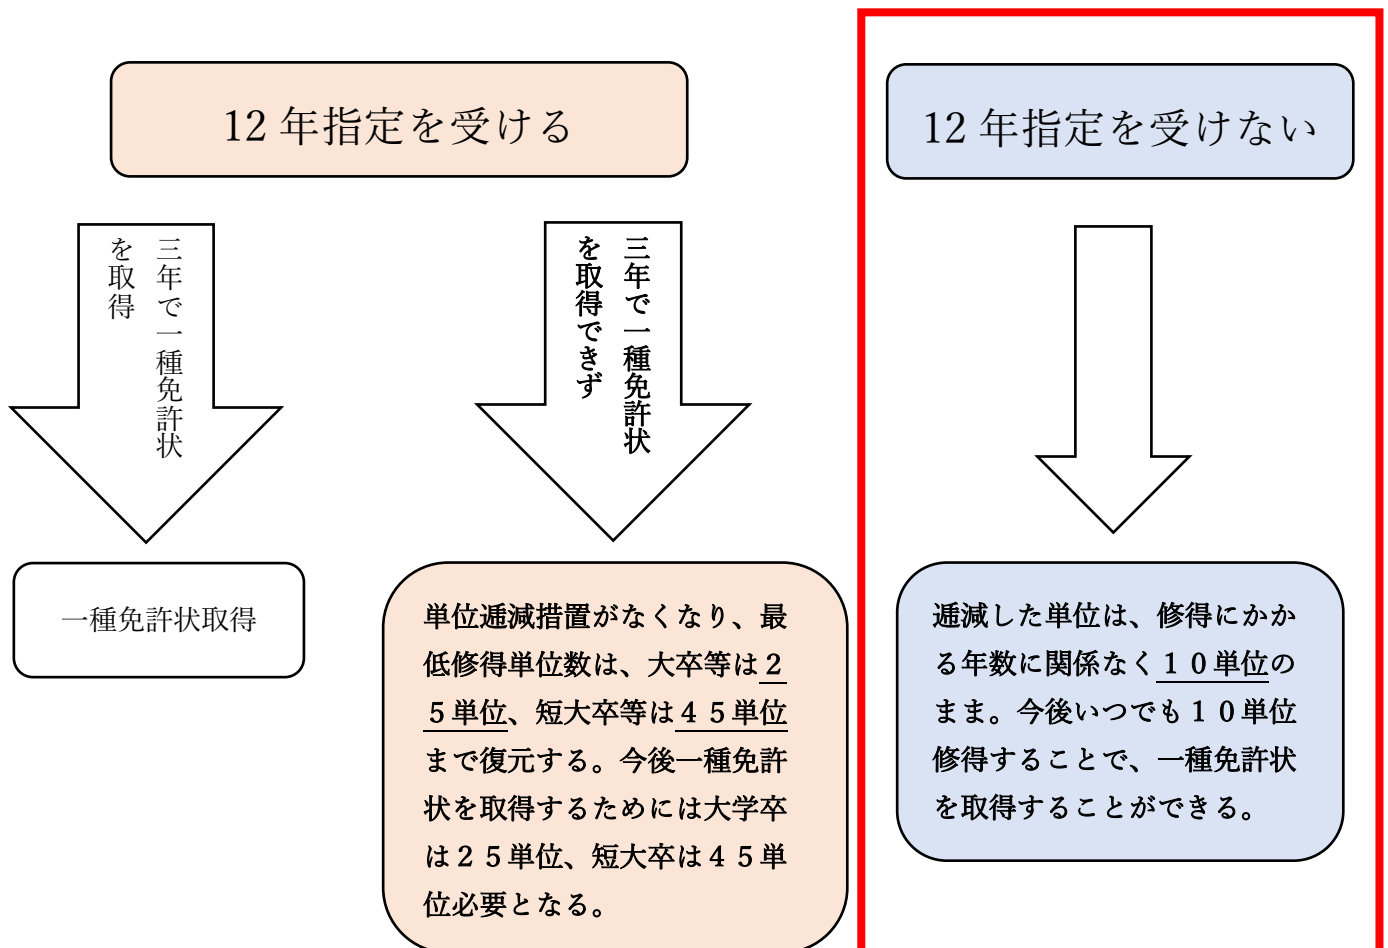 12 年指定を受ける
12 年指定を受けない
三年で一種免許状
を取得
三年で一種免許状
を取得できず
一種免許状取得
単位逓減措置がなくなり、最
低修得単位数は、大卒等は２
５単位、短大卒等は４５単位
まで復元する。今後一種免許
状を取得するためには大学卒
は２５単位、短大卒は４５単
位必要となる。
逓減した単位は、修得にかか
る年数に関係なく１０単位の
まま。今後いつでも１０単位
修得することで、一種免許状
を取得することができる。